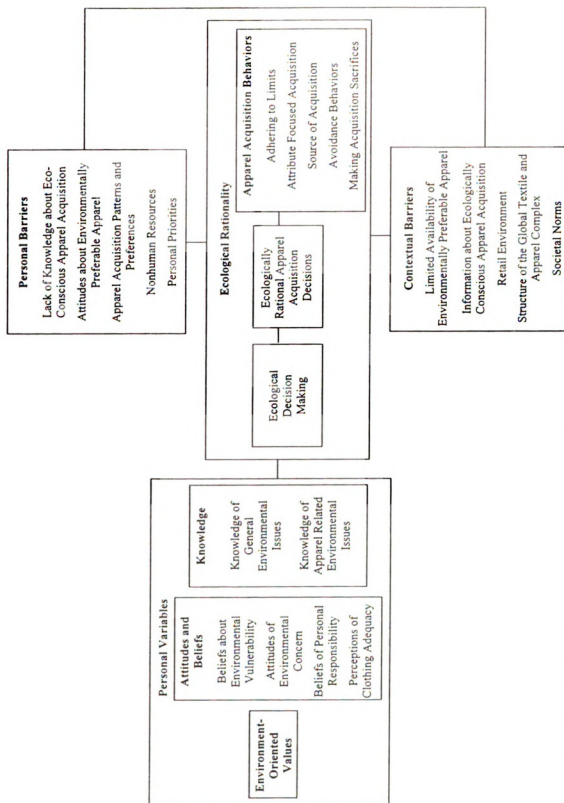 Personal Variables
Environment-
Oriented
Values
Attitudes and
Beliefs
Beliefs about
Environmental
Vulnerability
Attitudes of
Environmental
Concern
Beliefs of Personal
Responsibility
Perceptions of
Clothing Adequacy
Knowledge
Knowledge of
General
Environmental
Issues
Knowledge of
Apparel Related
Environmental
Issues
Personal Barriers
Lack of Knowledge about Eco-
Conscious Apparel Acquisition
Attitudes about Environmentally
Preferable Apparel
Apparel Acquisition Patterns and
Preferences
Nonhuman Resources
Personal Priorities
Ecological Rationality
Ecological
Decision
Making
Ecologically
Rational Apparel
Acquisition
Decisions
Apparel Acquisition Behaviors
Adhering to Limits
Attribute Focused Acquisition
Source of Acquisition
Avoidance Behaviors
Making Acquisition Sacrifices
Contextual Barriers
Limited Availability of
Environmentally Preferable Apparel
Information about Ecologically
Conscious Apparel Acquisition
Retail Environment
Structure of the Global Textile and
Apparel Complex
Societal Norms